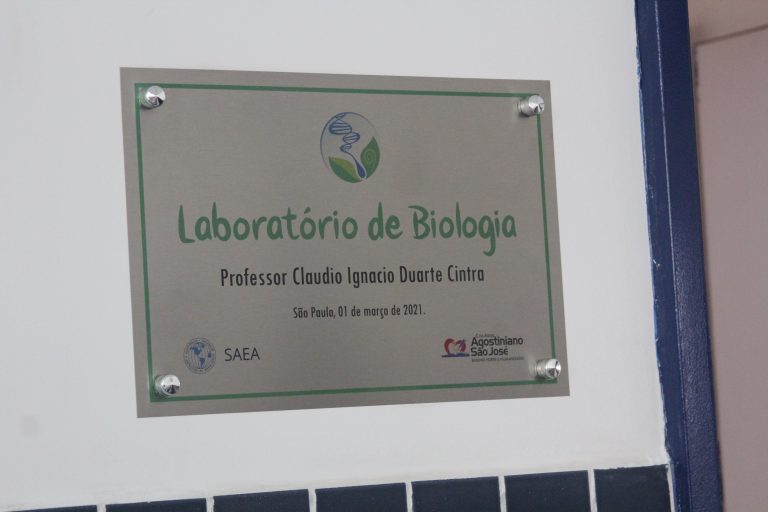 Laboratório de Biologia
Professor Claudio Ignacio Duarte Cintra
São Paulo, 01 de março de 2021.
SAEA
Agostiniano
São José